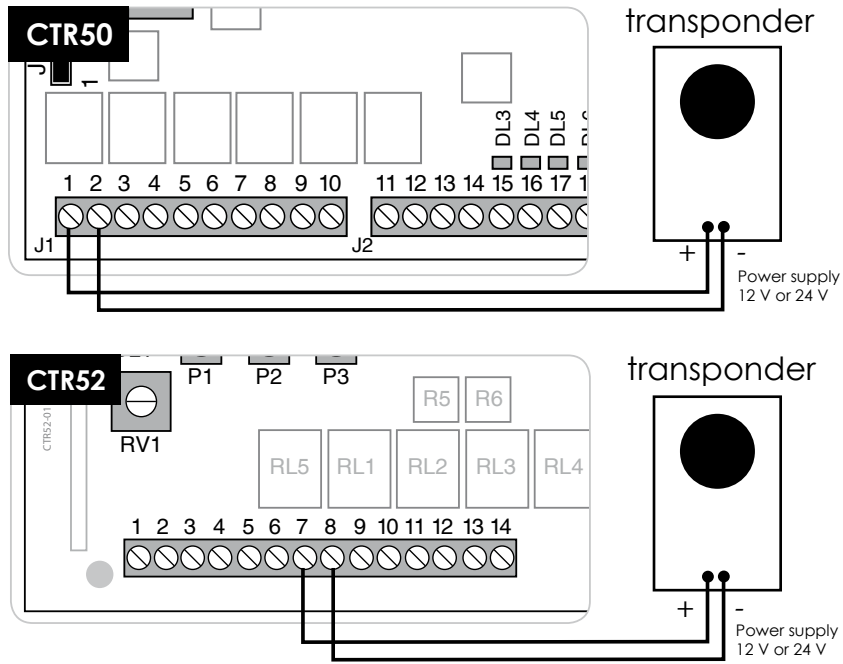 CTR50
transponder
1
DL3
DL4
DL5
1 2 3 4 5 6 7 8 9 10 11 12 13 14 15 16 17 1
J1
J2
+ -
Power supply
12 V or 24 V
CTR52
transponder
P1 P2 P3
CTR52-01
RV1
R5 R6
RL5 RL1 RL2 RL3 RL4
1 2 3 4 5 6 7 8 9 10 11 12 13 14
+ -
Power supply
12 V or 24 V